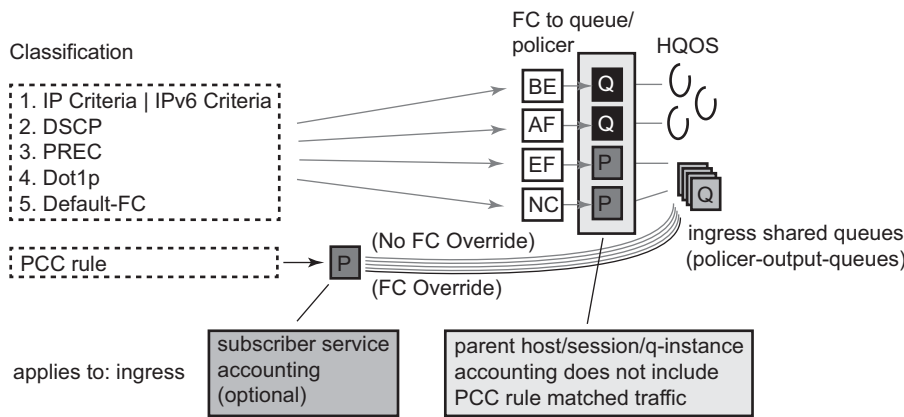 Classification
FC to queue/
policer
HQOS
1. IP Criteria | IPv6 Criteria
2. DSCP
3. PREC
4. Dot1p
5. Default-FC
BE
Q
AF
Q
EF
P
NC
P
Q
ingress shared queues
(policer-output-queues)
PCC rule
P
(No FC Override)
(FC Override)
applies to: ingress
subscriber service
accounting
(optional)
parent host/session/q-instance
accounting does not include
PCC rule matched traffic